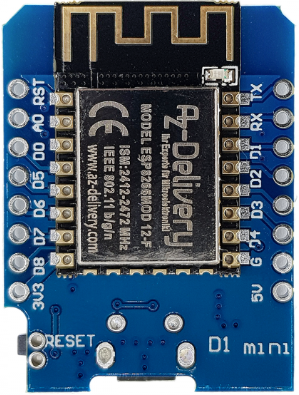 RST
A0
D0
D5
D6
D7
D8
3V3
TX
RX
D1
D2
D3
D4
G
5V
Az-Delivery
Ihr Experte für Mikroelektronik!
MODEL ESP8266MOD 12-F
ISM:2412-2472 MHz
IEEE 802.11 b/g/n
www.az-delivery.com
CE
RESET
D1 mini